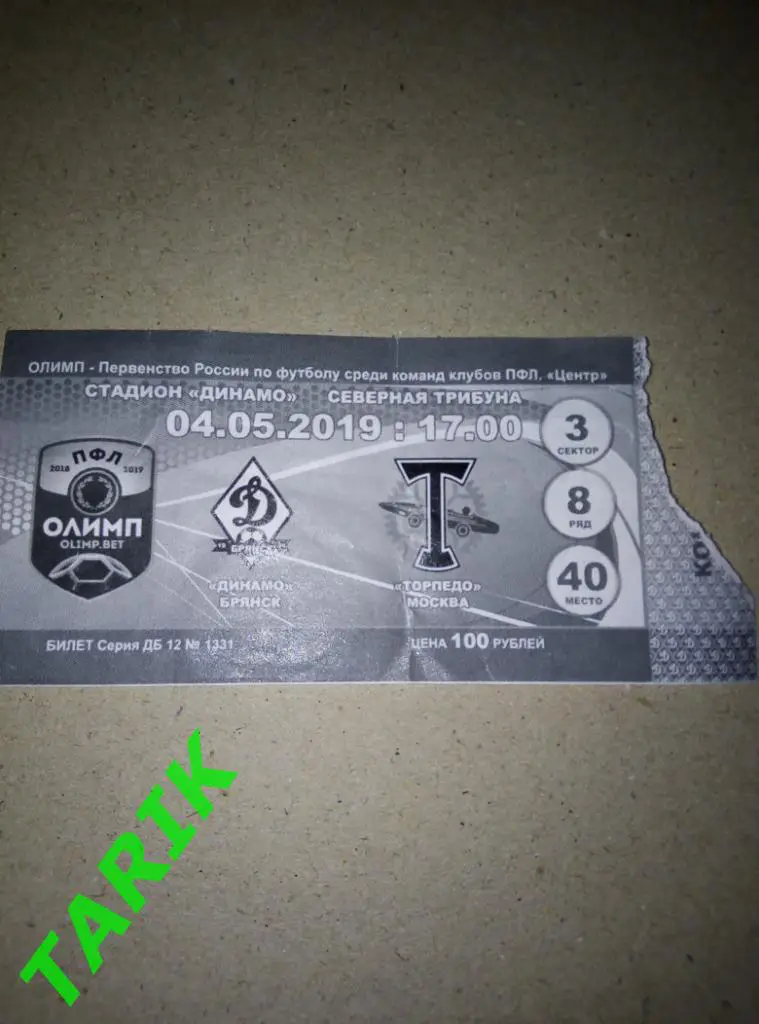 ОЛИМП - Первенство России по футболу среди команд клубов ПФЛ. «Центр»
СТАДИОН «ДИНАМО» СЕВЕРНАЯ ТРИБУНА
04.05.2019 : 17.00
3
СЕКТОР
ПФЛ
2018 2019
ОЛИМП
OLIMP.BET
Д
БРЯНСК
Т
8
РЯД
«ДИНАМО»
БРЯНСК
«ТОРПЕДО»
МОСКВА
40
МЕСТО
БИЛЕТ Серия ДБ 12 № 1331
ЦЕНА 100 РУБЛЕЙ
TARIK